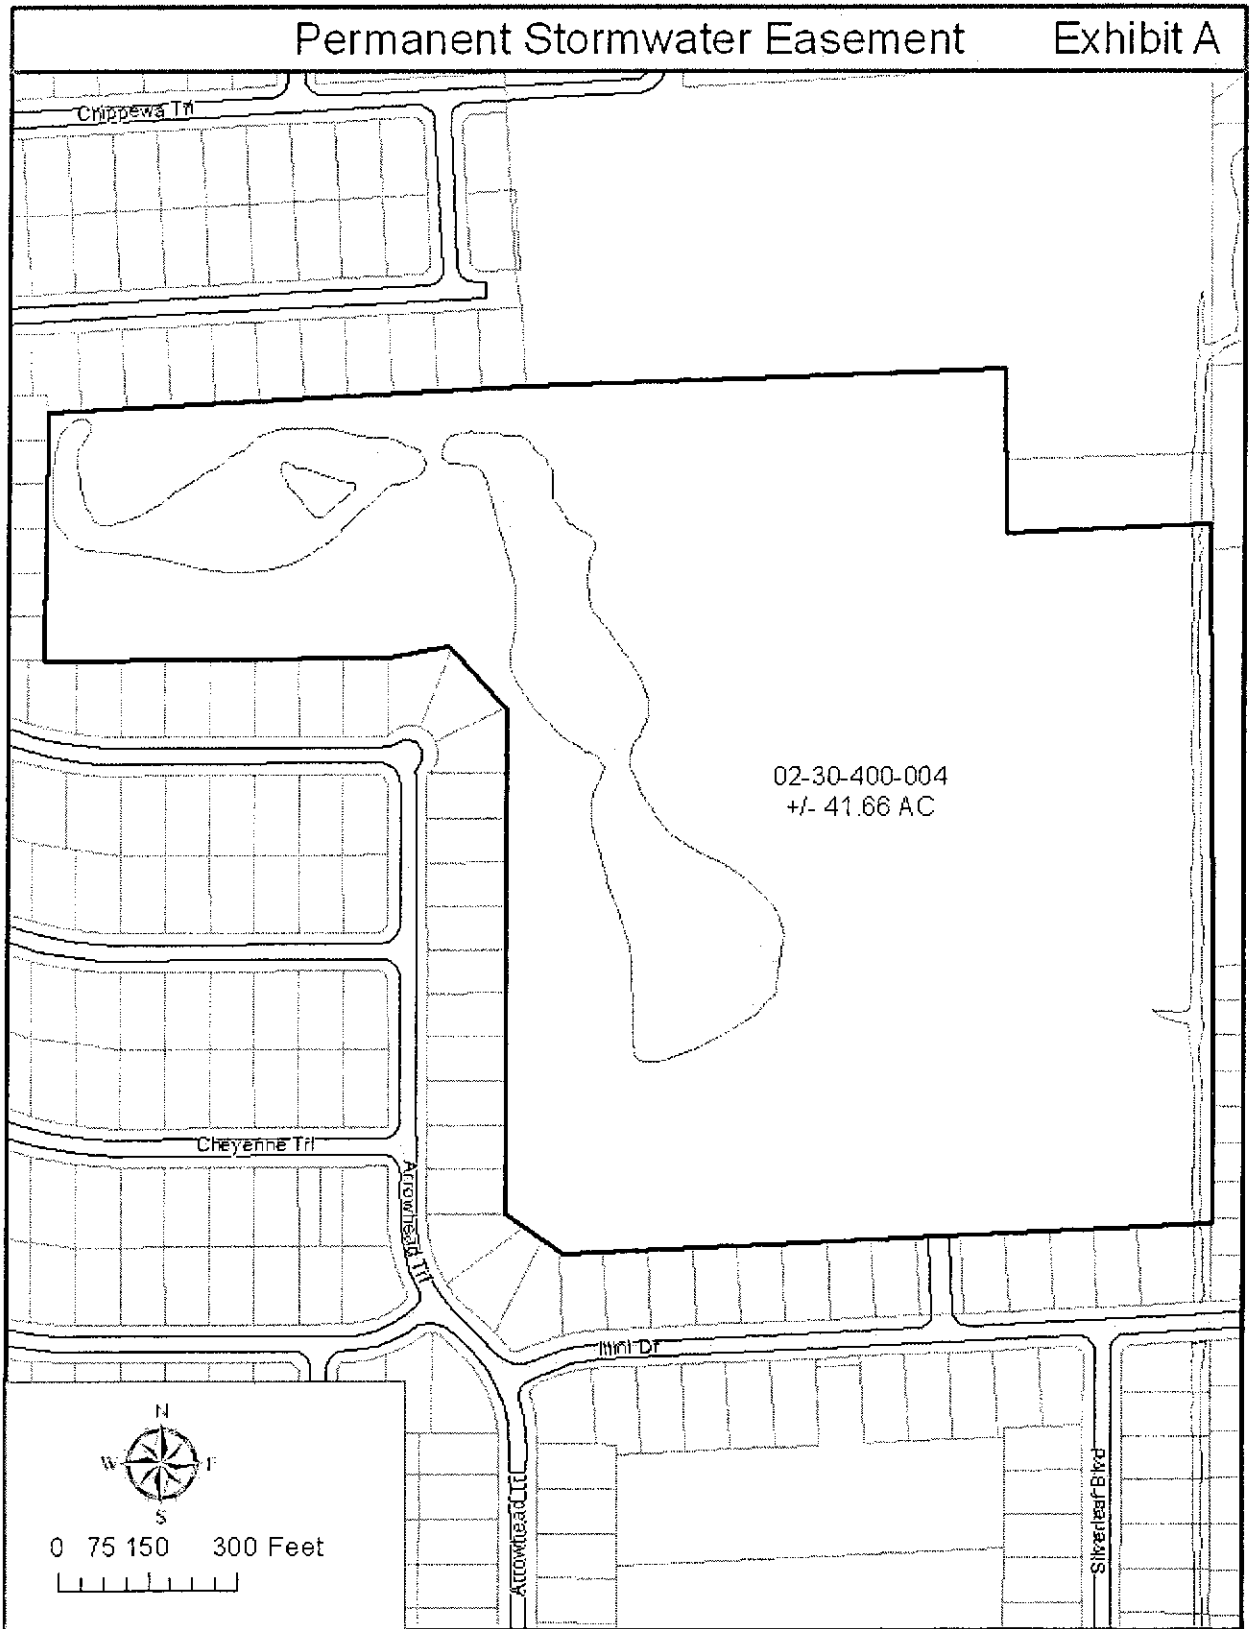 Permanent Stormwater Easement Exhibit A
Chippewa Trl
02-30-400-004
+/- 41.66 AC
Cheyenne Trl
Arrowhead Trl
Illini Dr
N
W E
S
0 75 150 300 Feet
Arrowhead Trl
Silverleaf Blvd